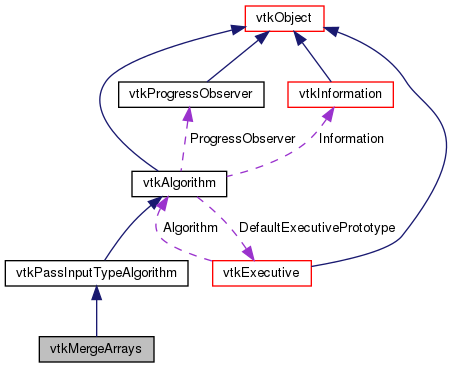 vtkObject
vtkProgressObserver
vtkInformation
ProgressObserver
Information
vtkAlgorithm
Algorithm
DefaultExecutivePrototype
vtkPassInputTypeAlgorithm
vtkExecutive
vtkMergeArrays